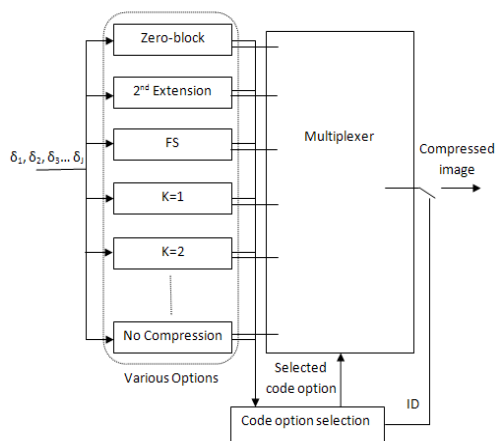 Zero-block
2nd Extension
FS
δ1, δ2, δ3... δJ
K=1
K=2
No Compression
Various Options
Multiplexer
Compressed
image
Selected
code option
ID
Code option selection